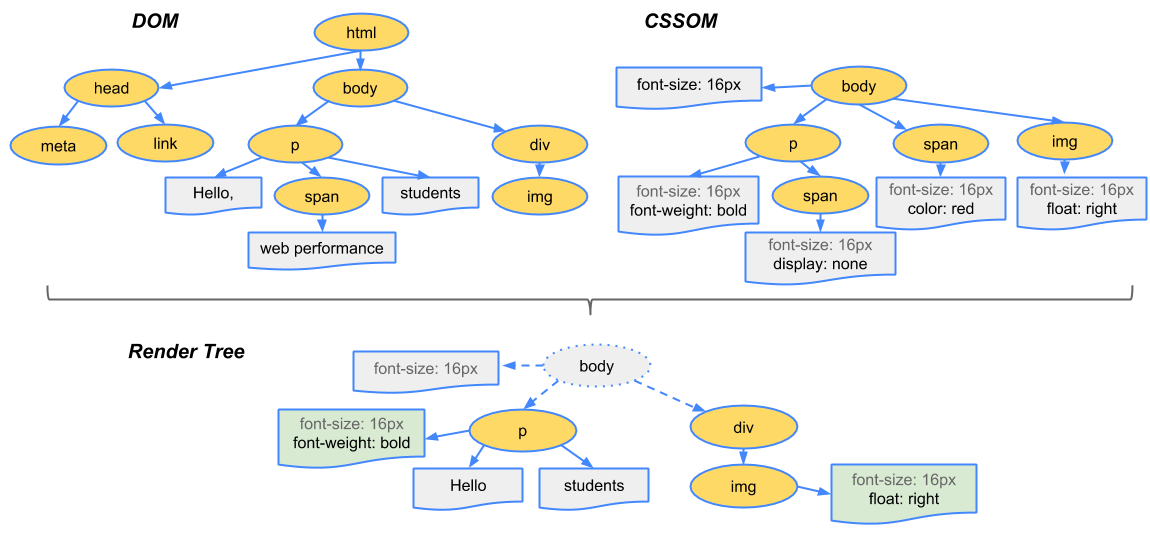 DOM
html
head
body
meta
link
p
div
Hello,
span
students
img
web performance
CSSOM
font-size: 16px
body
p
span
img
font-size: 16px
font-weight: bold
span
font-size: 16px
color: red
font-size: 16px
float: right
font-size: 16px
display: none
Render Tree
font-size: 16px
body
font-size: 16px
font-weight: bold
p
div
Hello
students
img
font-size: 16px
float: right